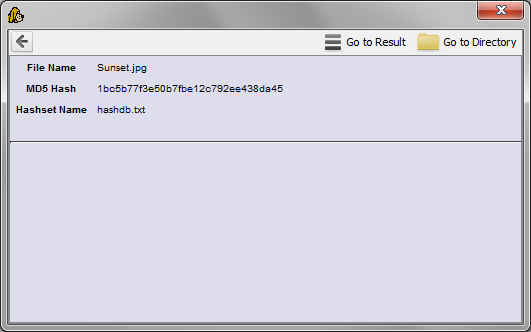 Go to Result Go to Directory
File Name Sunset.jpg
MD5 Hash 1bc5b77f3e50b7fbe12c792ee438da45
Hashset Name hashdb.txt